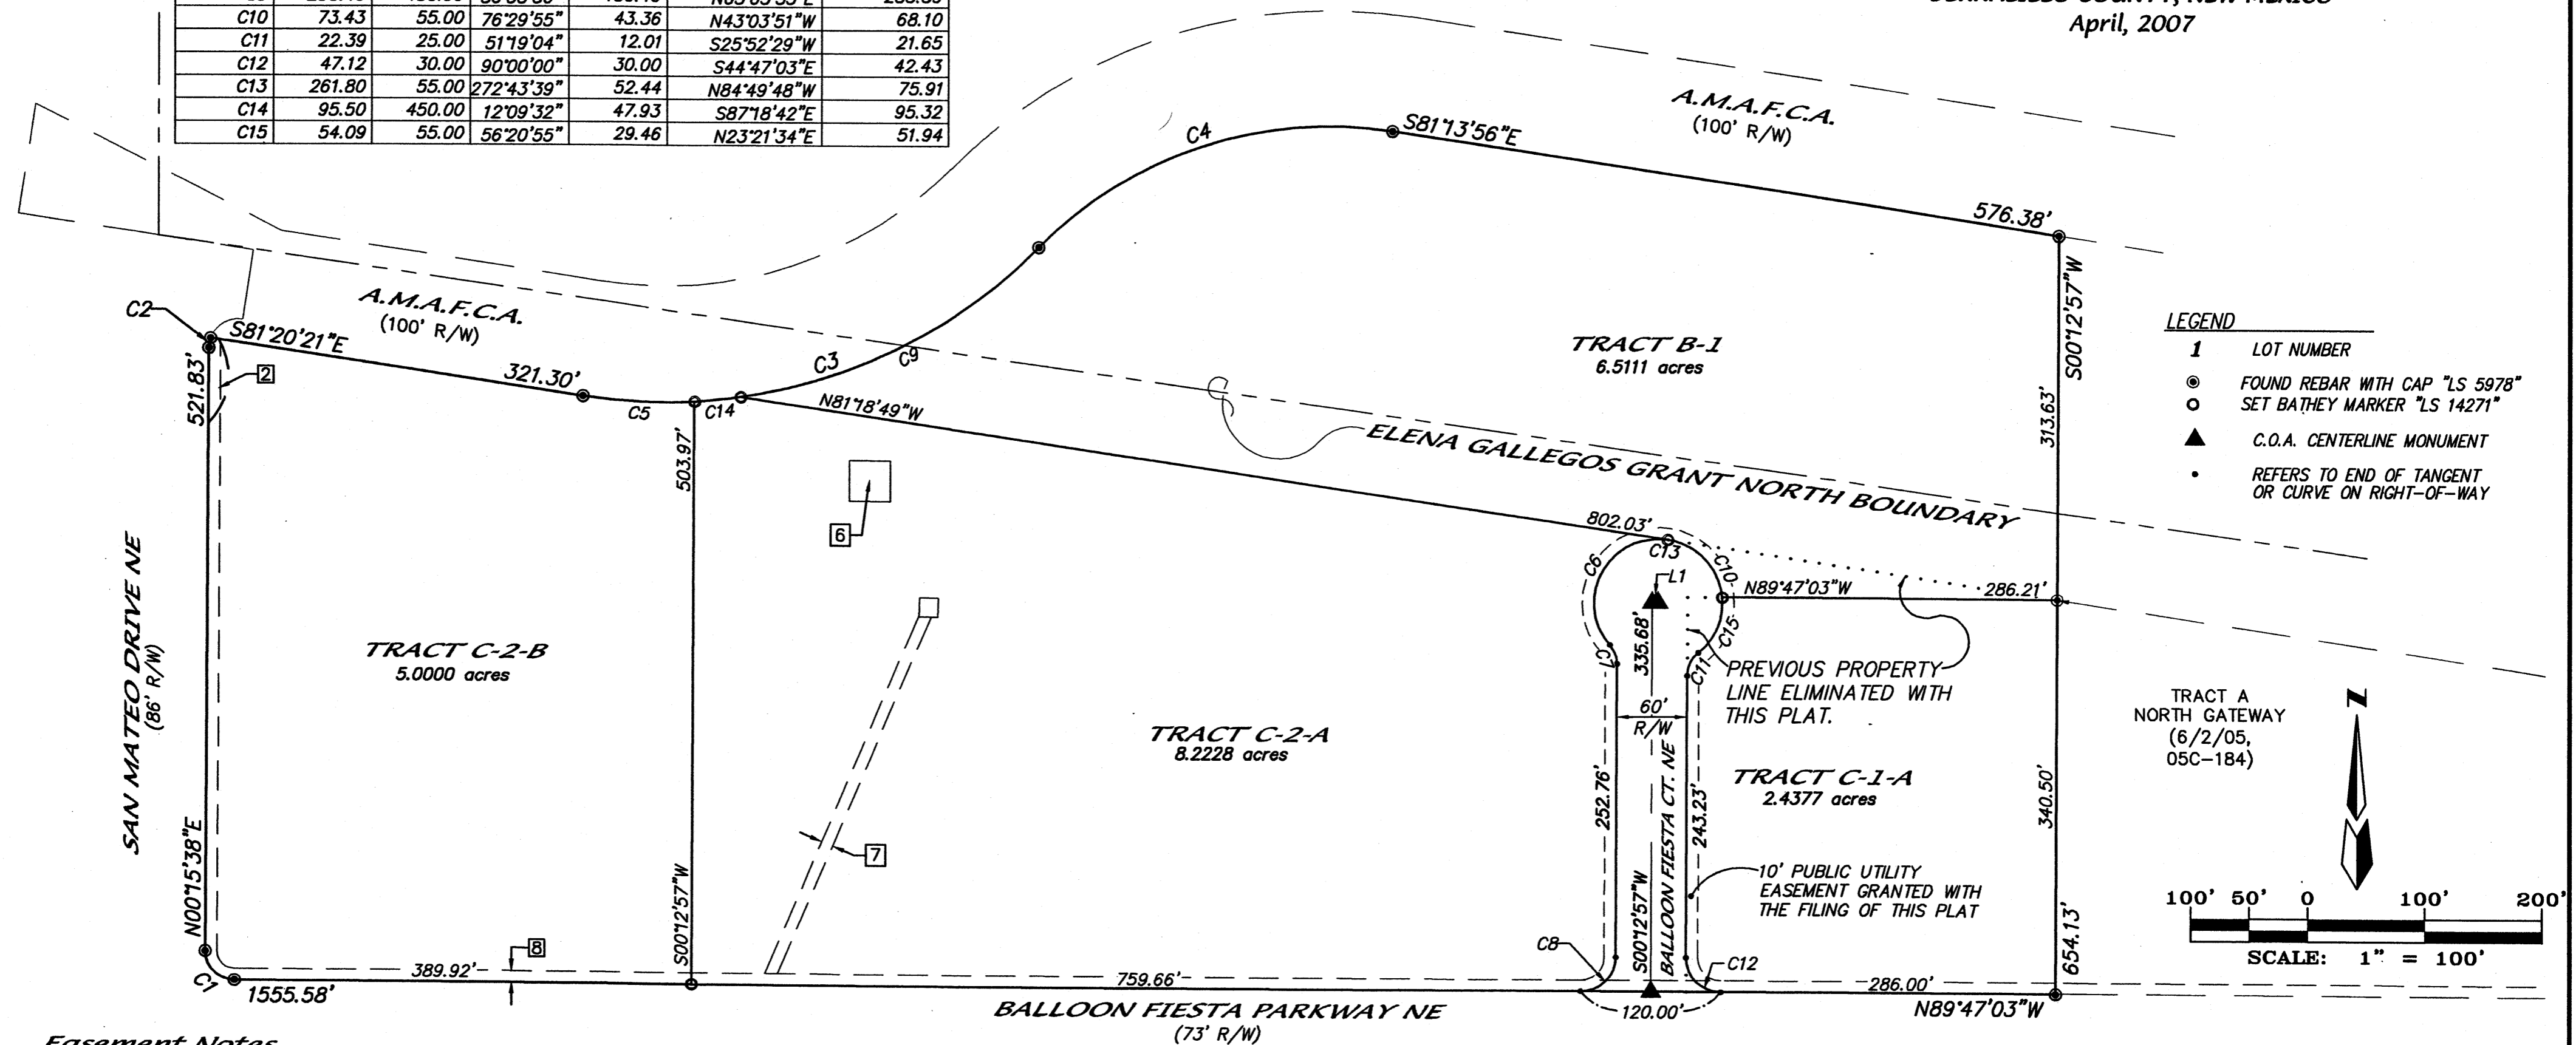 C10 73.43 55.00 76°29'55" 43.36 N43°03'51"W 68.10
C11 22.39 25.00 51°19'04" 12.01 S25°52'29"W 21.65
C12 47.12 30.00 90°00'00" 30.00 S44°47'03"E 42.43
C13 261.80 55.00 272°43'39" 52.44 N84°49'48"W 75.91
C14 95.50 450.00 12°09'32" 47.93 S87°18'42"E 95.32
C15 54.09 55.00 56°20'55" 29.46 N23°21'34"E 51.94
April, 2007
A.M.A.F.C.A.
(100' R/W)
C4
S81°13'56"E
576.38'
C2
A.M.A.F.C.A.
(100' R/W)
S81°20'21"E
321.30'
521.83'
2
C5
C14
C3
C9
N81°18'49"W
503.97'
6
TRACT B-1
6.5111 acres
S00°12'57"W
313.63'
ELENA GALLEGOS GRANT NORTH BOUNDARY
LEGEND
1 LOT NUMBER
FOUND REBAR WITH CAP "LS 5978"
SET BATHEY MARKER "LS 14271"
C.O.A. CENTERLINE MONUMENT
REFERS TO END OF TANGENT
OR CURVE ON RIGHT-OF-WAY
802.03'
C13
C6
C10
L1
N89°47'03"W
286.21'
C15
C7
C11
335.68'
PREVIOUS PROPERTY
LINE ELIMINATED WITH
THIS PLAT.
60'
R/W
SAN MATEO DRIVE NE
(86' R/W)
TRACT C-2-B
5.0000 acres
TRACT C-2-A
8.2228 acres
TRACT C-1-A
2.4377 acres
TRACT A
NORTH GATEWAY
(6/2/05,
05C-184)
N
252.76'
243.23'
340.50'
BALLOON FIESTA CT. NE
S00°12'57"W
7
10' PUBLIC UTILITY
EASEMENT GRANTED WITH
THE FILING OF THIS PLAT
N00°15'38"E
S00°12'57"W
654.13'
C8
C12
8
C1
389.92'
1555.58'
759.66'
120.00'
286.00'
N89°47'03"W
BALLOON FIESTA PARKWAY NE
(73' R/W)
100' 50' 0 100' 200'
SCALE: 1" = 100'
Easement Notes